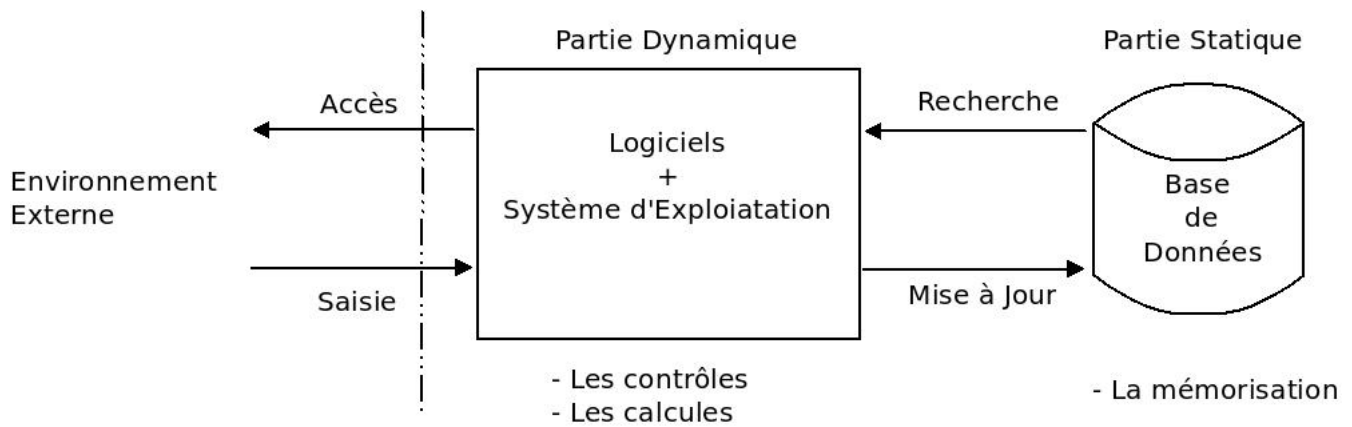 Partie Dynamique
Partie Statique
Accès
Recherche
Logiciels
+
Système d'Exploiatation
Environnement
Externe
Base
de
Données
Saisie
Mise à Jour
- Les contrôles
- Les calcules
- La mémorisation